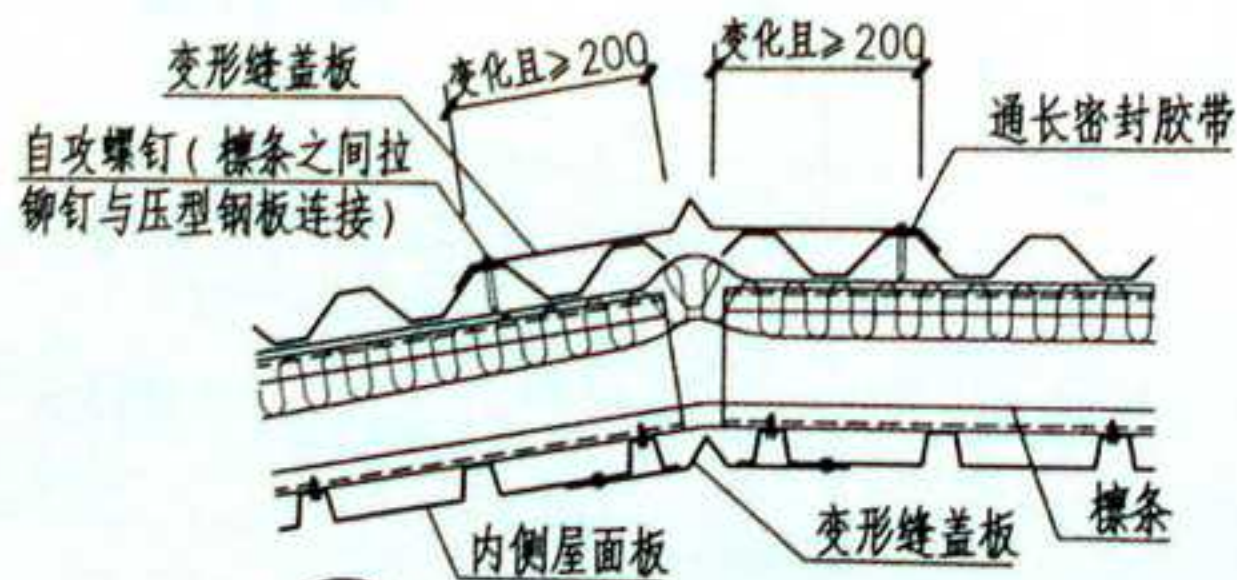 变形缝盖板
变化且≥200
变化且≥200
通长密封胶带
自攻螺钉(檩条之间拉
铆钉与压型钢板连接)
内侧屋面板
变形缝盖板
檩条